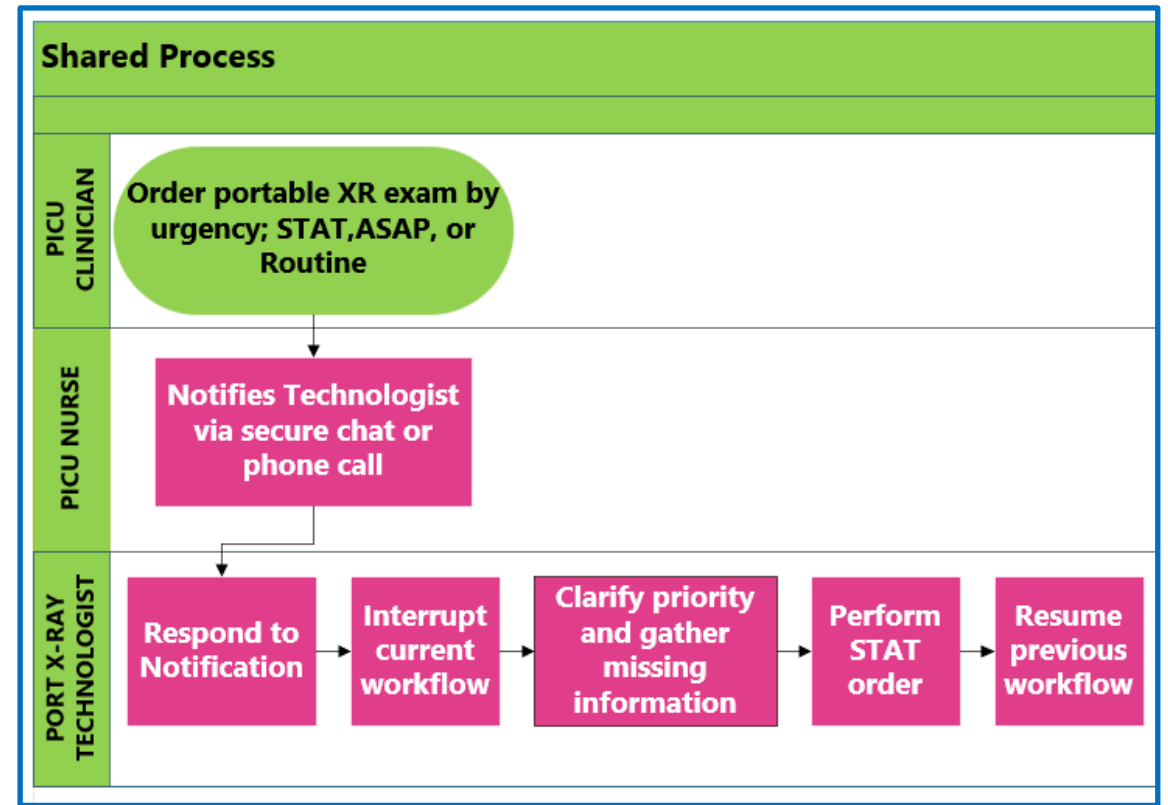 Shared Process
PICU
CLINICIAN
Order portable XR exam by
urgency; STAT,ASAP, or
Routine
PICU NURSE
Notifies Technologist
via secure chat or
phone call
PORT X-RAY
TECHNOLOGIST
Respond to
Notification
Interrupt
current
workflow
Clarify priority
and gather
missing
information
Perform
STAT
order
Resume
previous
workflow